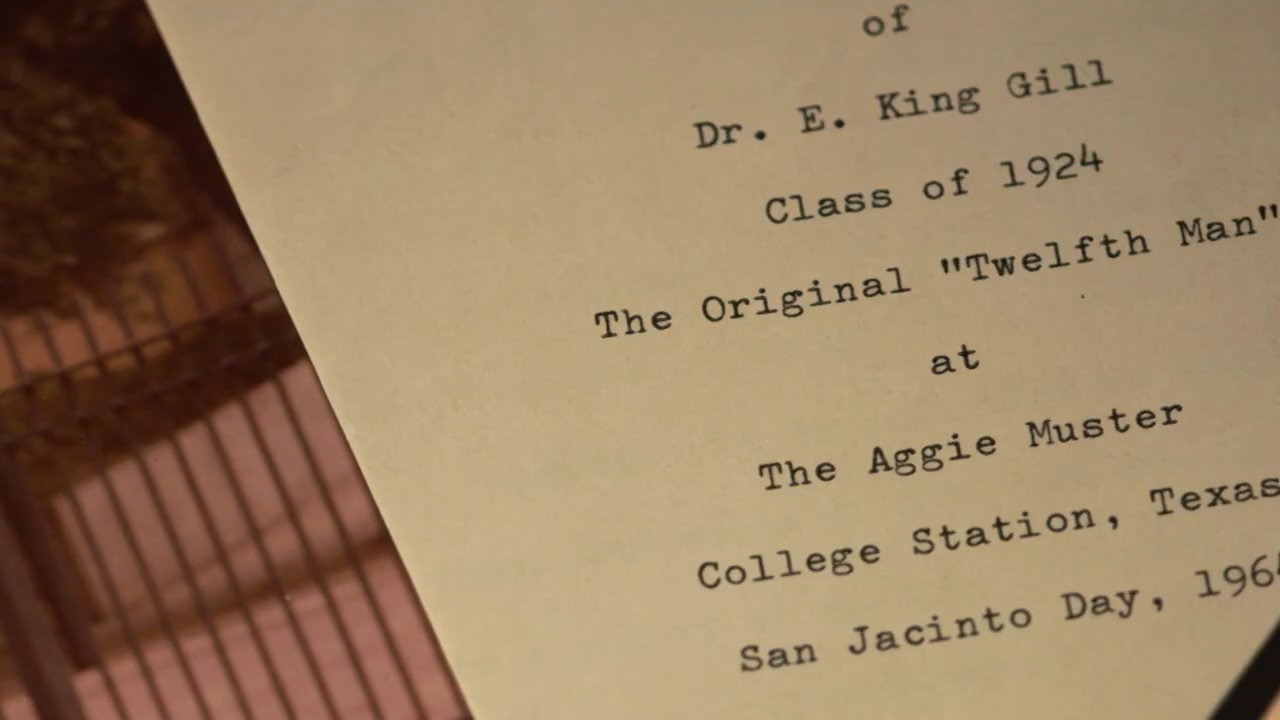 of
Dr. E. King Gill
Class of 1924
The Original "Twelfth Man"
at
The Aggie Muster
College Station, Texas
San Jacinto Day, 1964